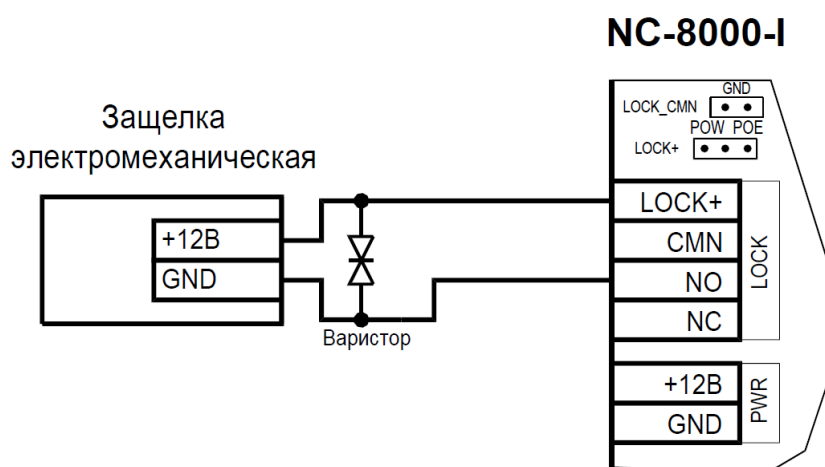 NC-8000-I
GND
LOCK_CMN
POW POE
LOCK+
Защелка
электромеханическая
+12В
GND
Варистор
LOCK+
CMN
NO
NC
LOCK
+12В
GND
PWR